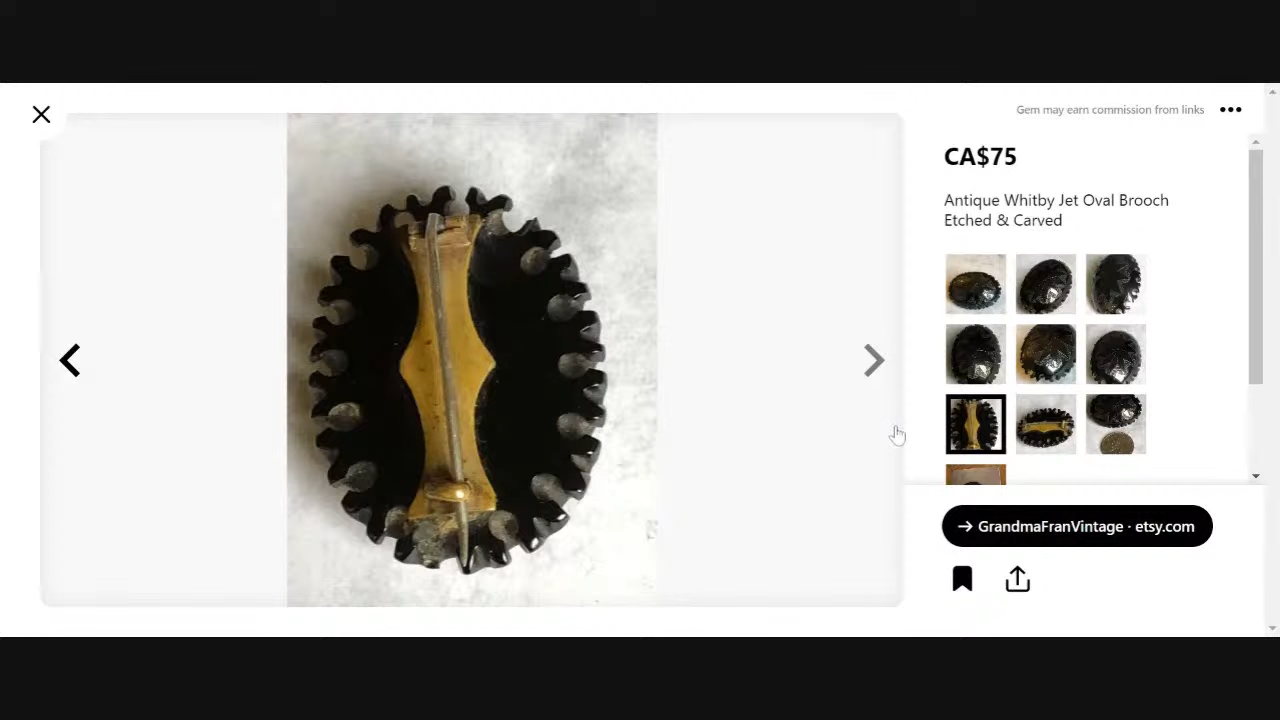 Gem may earn commission from links
CA$75
Antique Whitby Jet Oval Brooch
Etched & Carved
GrandmaFranVintage · etsy.com